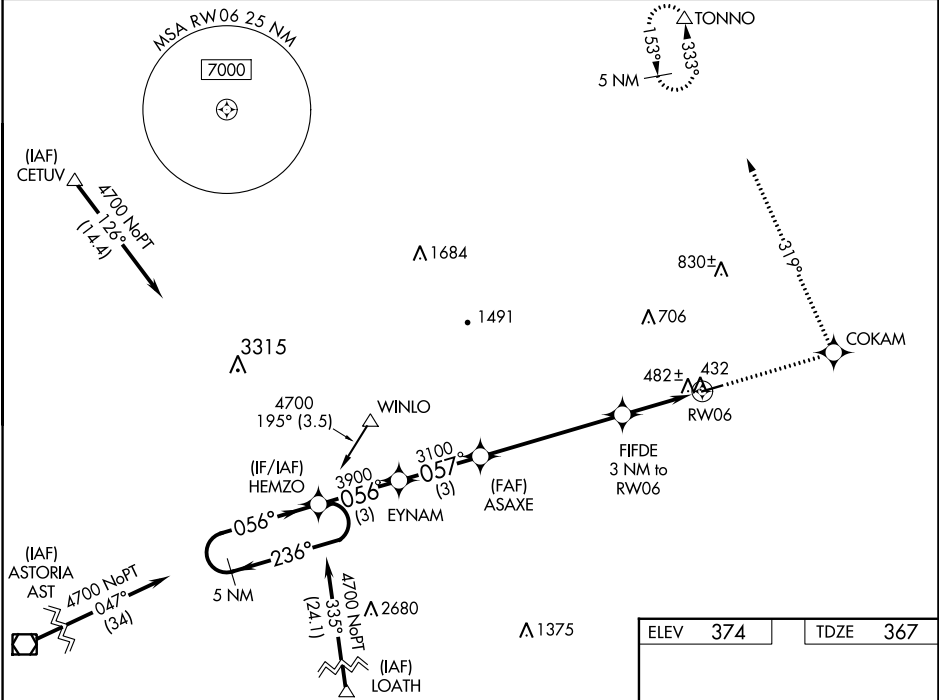 MSA RW06 25 NM
7000
TONNO
153°
333°
5 NM
(IAF)
CETUV
4700 NoPT
126°
(14.4)
1684
830±
319°
1491
706
COKAM
3315
482±
432
RW06
4700
195° (3.5)
WINLO
FIFDE
3 NM to
RW06
(IF/IAF)
HEMZO
3900
056°
(3)
3100
057°
(3)
(FAF)
ASAXE
EYNAM
056°
236°
5 NM
(IAF)
ASTORIA
AST
4700 NoPT
047°
(34)
4700 NoPT
335°
(24.1)
2680
1375
(IAF)
LOATH
ELEV 374
TDZE 367